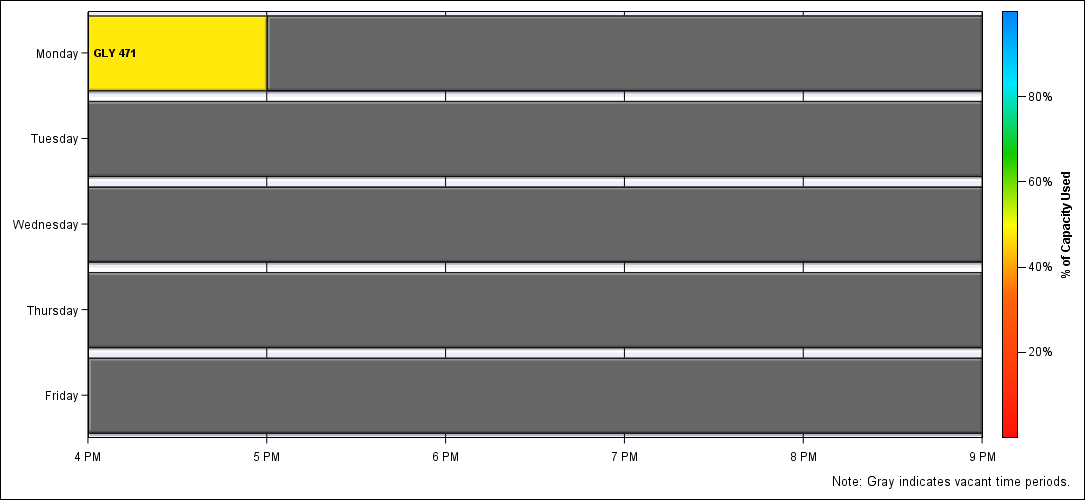 Monday
GLY 471
Tuesday
Wednesday
Thursday
Friday
4 PM
5 PM
6 PM
7 PM
8 PM
9 PM
80%
60%
40%
20%
% of Capacity Used
Note: Gray indicates vacant time periods.